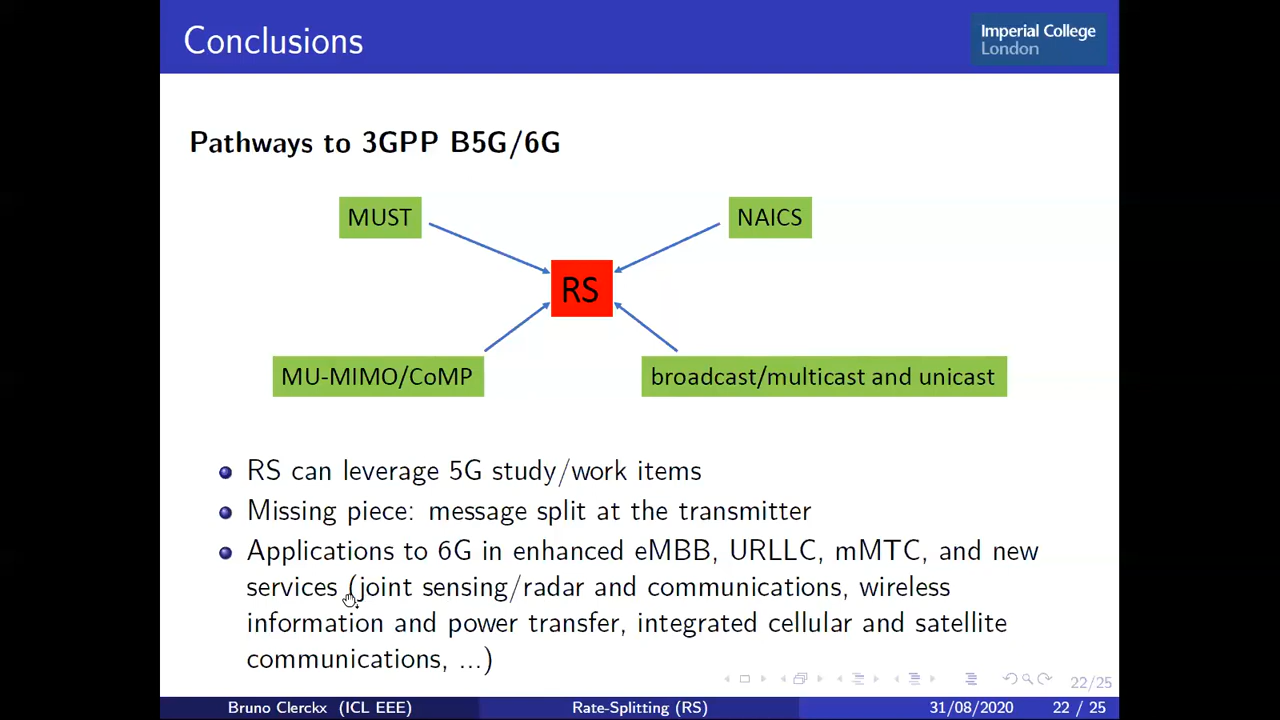 Conclusions
Imperial College
London
Pathways to 3GPP B5G/6G
MUST
NAICS
RS
MU-MIMO/CoMP
broadcast/multicast and unicast
RS can leverage 5G study/work items
Missing piece: message split at the transmitter
Applications to 6G in enhanced eMBB, URLLC, mMTC, and new
services (joint sensing/radar and communications, wireless
information and power transfer, integrated cellular and satellite
communications, ...)
22/25
Bruno Clerckx (ICL EEE)
Rate-Splitting (RS)
31/08/2020
22 / 25